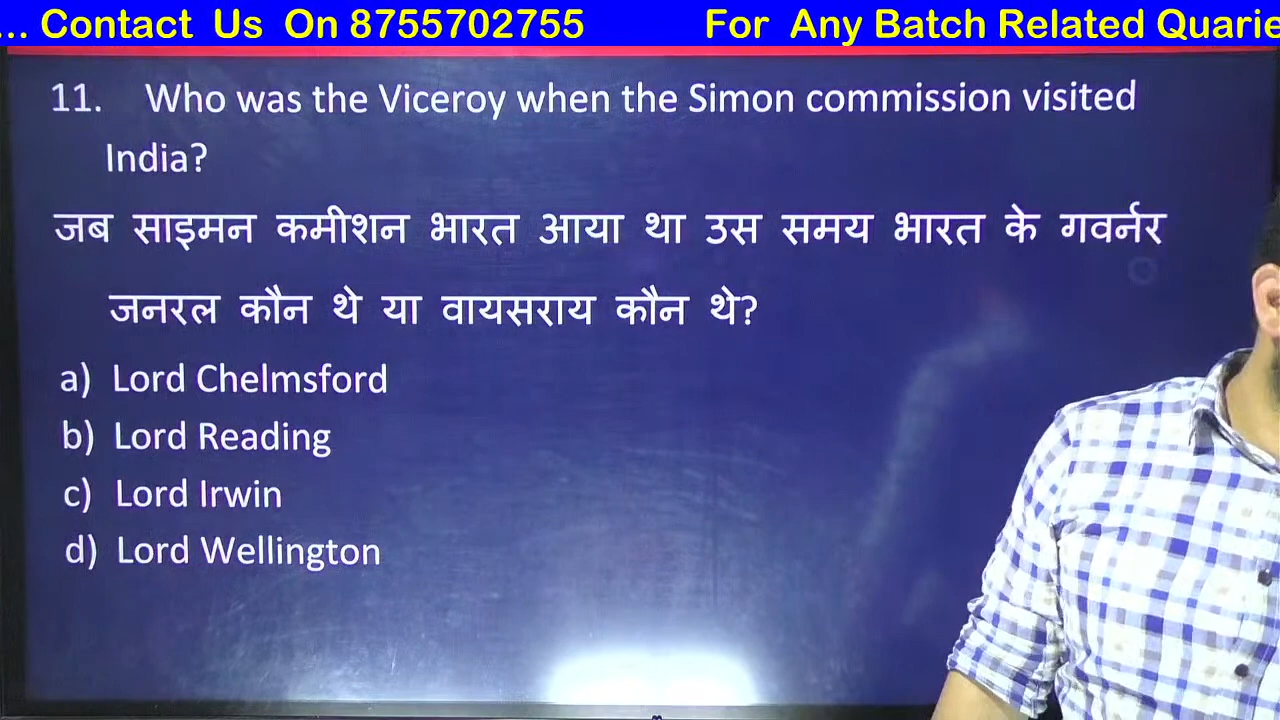 ... Contact Us On 8755702755 For Any Batch Related Quarie
11. Who was the Viceroy when the Simon commission visited
India?
जब साइमन कमीशन भारत आया था उस समय भारत के गवर्नर
जनरल कौन थे या वायसराय कौन थे?
a) Lord Chelmsford
b) Lord Reading
c) Lord Irwin
d) Lord Wellington